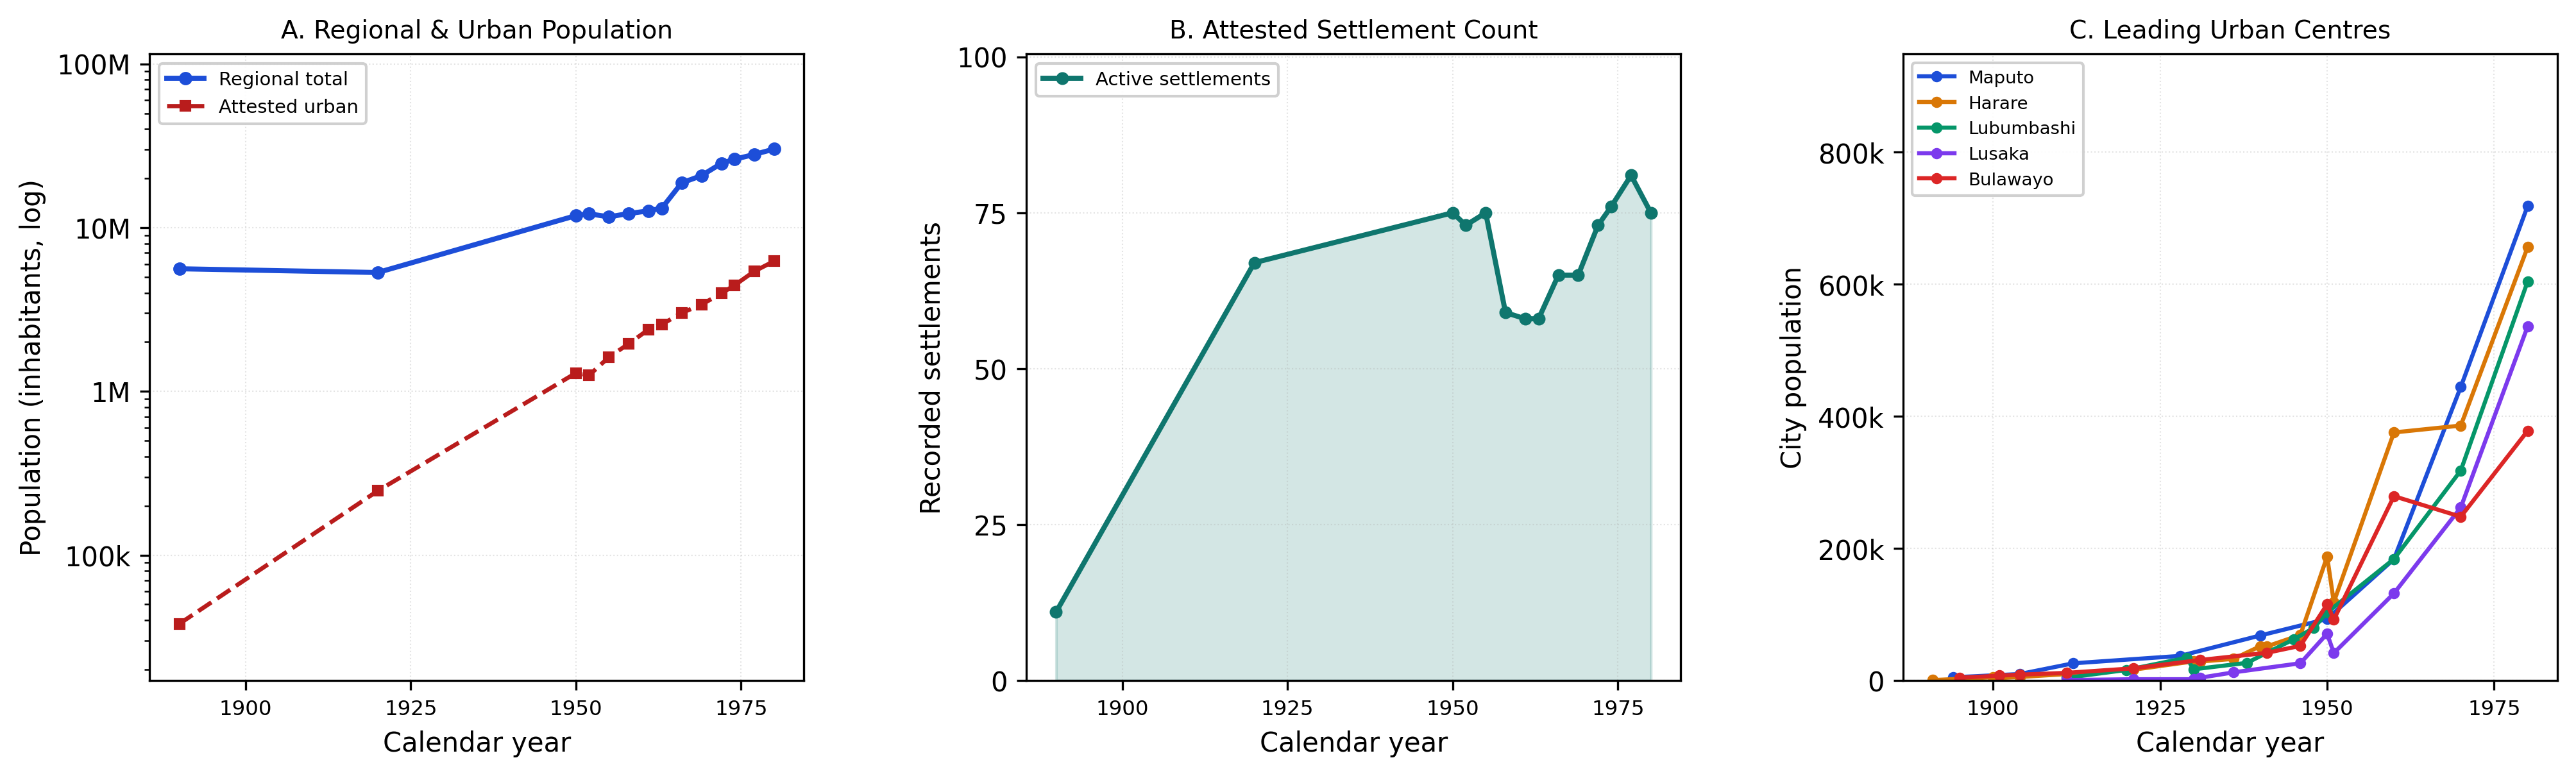 A. Regional & Urban Population
Population (inhabitants, log)
100M
10M
1M
100k
Regional total
Attested urban
1900
1925
1950
1975
Calendar year
B. Attested Settlement Count
Recorded settlements
100
75
50
25
0
Active settlements
1900
1925
1950
1975
Calendar year
C. Leading Urban Centres
City population
800k
600k
400k
200k
0
Maputo
Harare
Lubumbashi
Lusaka
Bulawayo
1900
1925
1950
1975
Calendar year